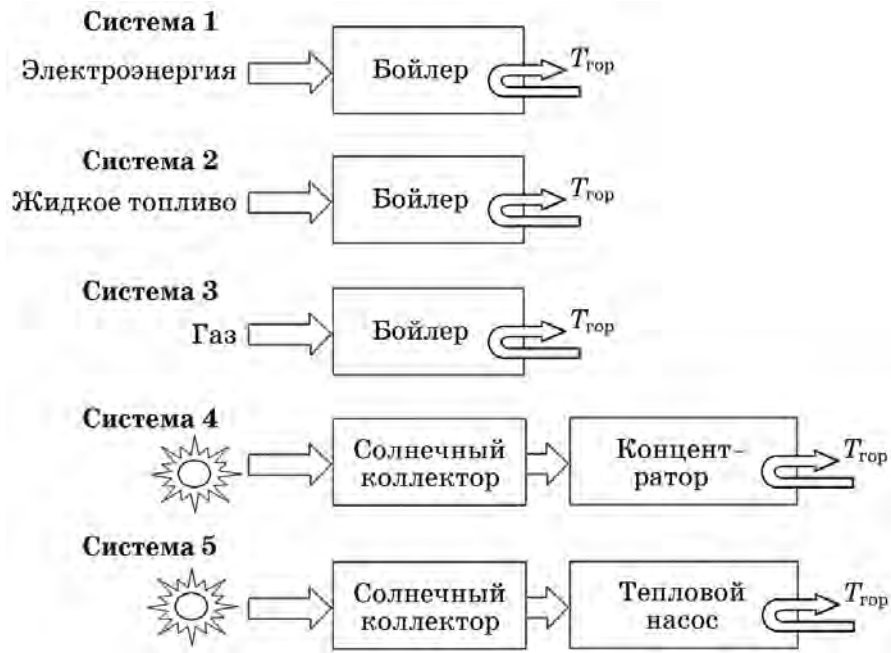 Система 1
Электроэнергия
Бойлер
Tгор
Система 2
Жидкое топливо
Бойлер
Tгор
Система 3
Газ
Бойлер
Tгор
Система 4
Солнечный
коллектор
Концент-
ратор
Tгор
Система 5
Солнечный
коллектор
Тепловой
насос
Tгор